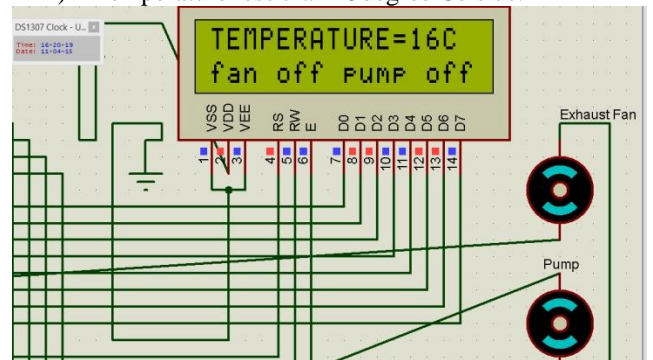 DS1307 Clock - U...
Time: 16-20-19
Date: 11-04-15
TEMPERATURE=16C
fan off PUMP off
VSS
VDD
VEE
RS
RW
E
D0
D1
D2
D3
D4
D5
D6
D7
1
2
3
4
5
6
7
8
9
10
11
12
13
14
Exhaust Fan
Pump